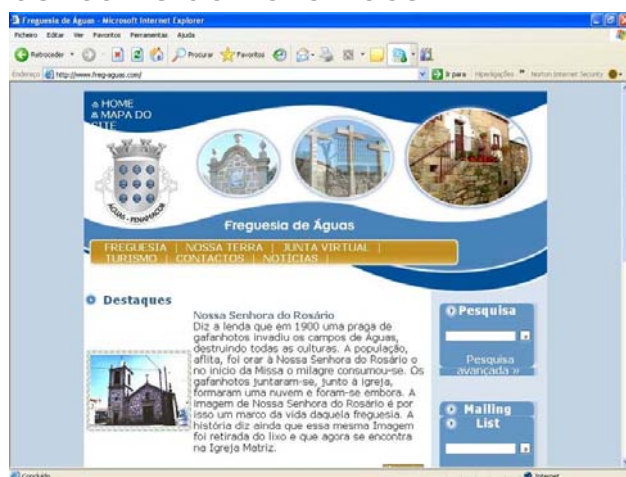 Freguesia de Águas - Microsoft Internet Explorer
Ficheiro Editar Ver Favoritos Ferramentas Ajuda
Retroceder Procurar Favoritos
Endereço http://www.freg-aguas.com/ Ir para Hiperligações Norton Internet Security
HOME
MAPA DO
SITE
ÁGUAS - PENAMACOR
Freguesia de Águas
FREGUESIA | NOSSA TERRA | JUNTA VIRTUAL |
TURISMO | CONTACTOS | NOTÍCIAS |
Destaques
Nossa Senhora do Rosário
Diz a lenda que em 1900 uma praga de
gafanhotos invadiu os campos de Águas,
destruindo todas as culturas. A população,
aflita, foi orar à Nossa Senhora do Rosário o
no inicio da Missa o milagre consumou-se. Os
gafanhotos juntaram-se, junto à igreja,
formaram uma nuvem e foram-se embora. A
imagem de Nossa Senhora do Rosário é por
isso um marco da vida daquela freguesia. A
história diz ainda que essa mesma Imagem
foi retirada do lixo e que agora se encontra
na Igreja Matriz.
Pesquisa
Pesquisa
avançada »
Mailing
List
Concluído
Internet